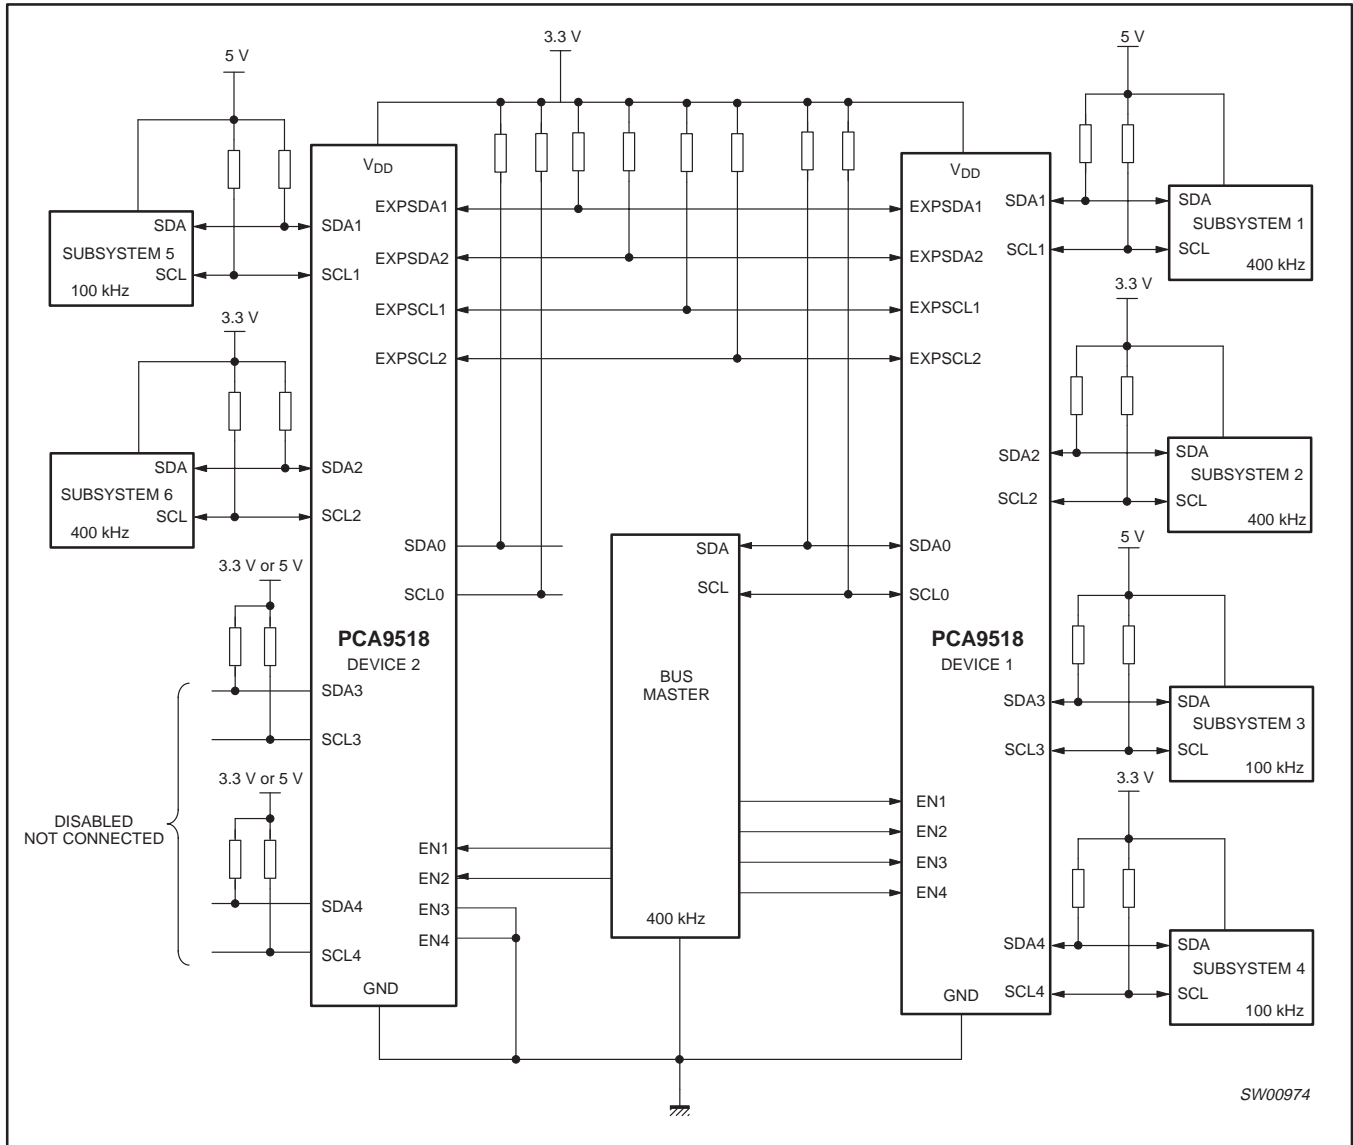 3.3 V
5 V
5 V
VDD
VDD
EXPSDA1
EXPSDA1
SDA1
SDA
SUBSYSTEM 1
SDA
SDA1
SUBSYSTEM 5
EXPSDA2
EXPSDA2
SCL1
SCL
400 kHz
SCL
SCL1
100 kHz
EXPSCL1
EXPSCL1
3.3 V
3.3 V
EXPSCL2
EXPSCL2
SDA
SDA2
SUBSYSTEM 6
SCL
SCL2
400 kHz
SDA2
SDA
SUBSYSTEM 2
SCL2
SCL
400 kHz
SDA0
SDA
SDA0
SCL0
SCL
SCL0
3.3 V or 5 V
5 V
PCA9518
DEVICE 2
BUS
MASTER
PCA9518
DEVICE 1
SDA3
SCL3
SDA3
SDA
SUBSYSTEM 3
SCL3
SCL
100 kHz
3.3 V or 5 V
3.3 V
DISABLED
NOT CONNECTED
EN1
EN2
EN3
EN4
EN1
EN2
EN3
EN4
400 kHz
SDA4
SCL4
SDA4
SDA
SUBSYSTEM 4
SCL4
SCL
100 kHz
GND
GND
SW00974